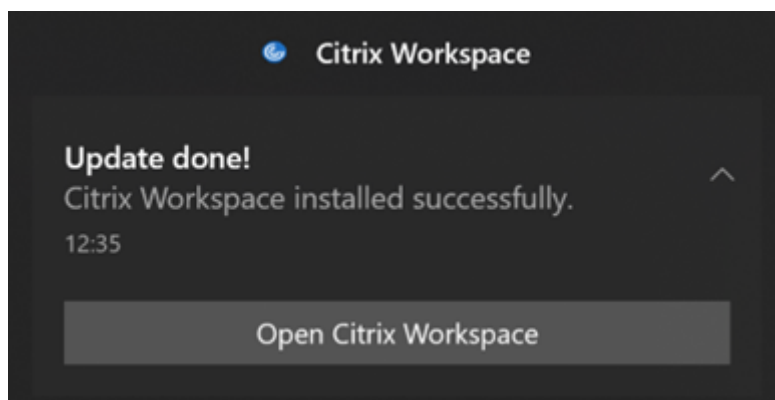 Citrix Workspace
Update done!
Citrix Workspace installed successfully.
12:35
Open Citrix Workspace